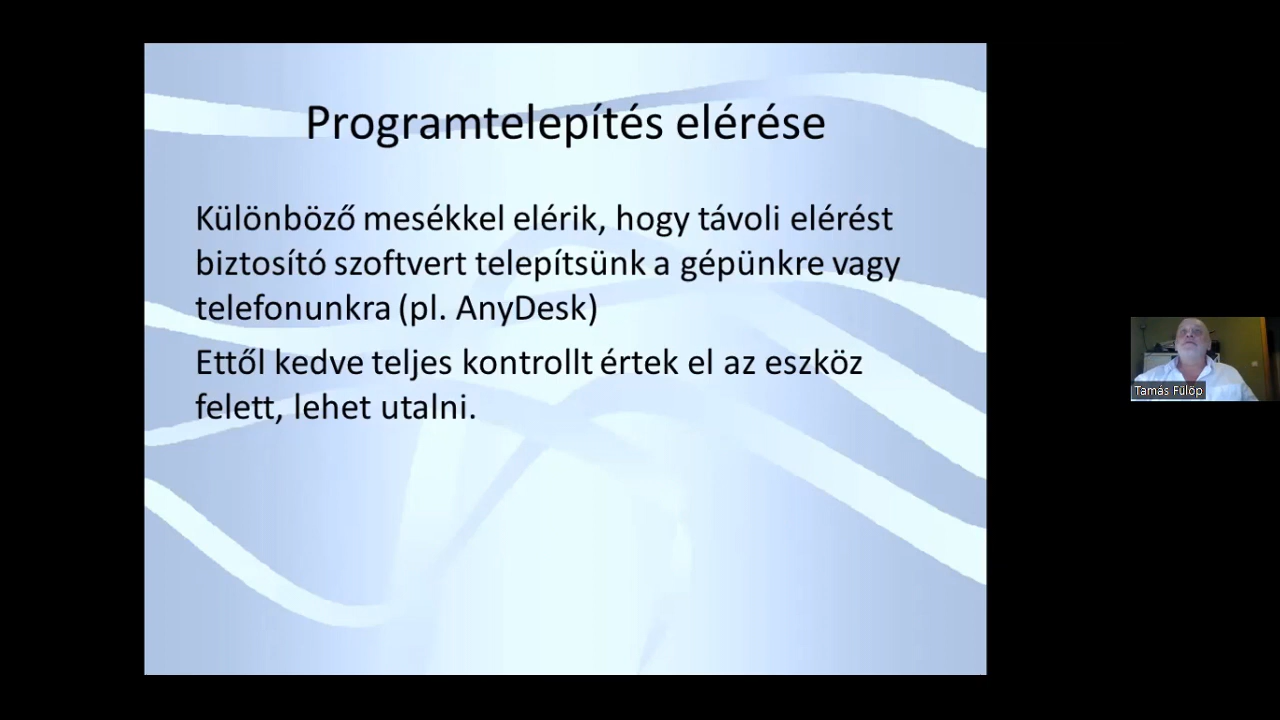 Programtelepítés elérése
Különböző mesékkel elérik, hogy távoli elérést
biztosító szoftvert telepítsünk a gépünkre vagy
telefonunkra (pl. AnyDesk)
Ettől kedve teljes kontrollt értek el az eszköz
felett, lehet utalni.
Tamás Fülöp